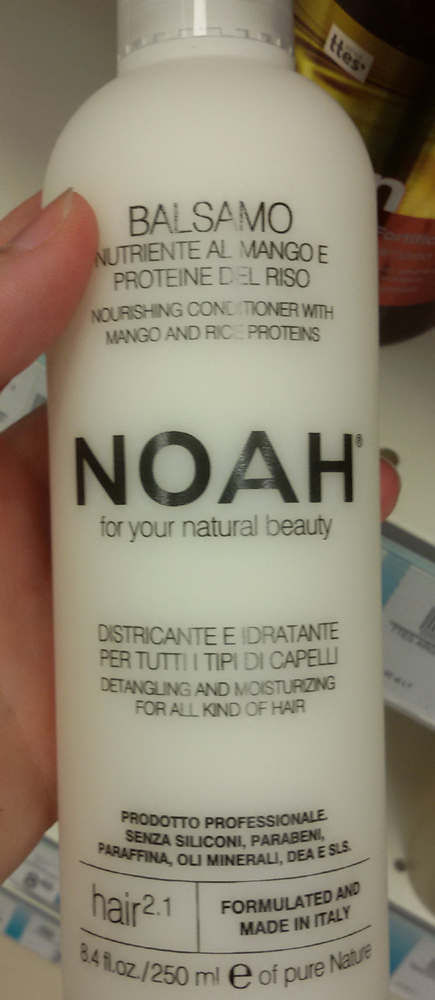 BALSAMO
NUTRIENTE AL MANGO E
PROTEINE DEL RISO
NOURISHING CONDITIONER WITH
MANGO AND RICE PROTEINS
NOAH®
for your natural beauty
DISTRICANTE E IDRATANTE
PER TUTTI I TIPI DI CAPELLI
DETANGLING AND MOISTURIZING
FOR ALL KIND OF HAIR
PRODOTTO PROFESSIONALE.
SENZA SILICONI, PARABENI,
PARAFFINA, OLI MINERALI, DEA E SLS.
hair2.1
FORMULATED AND
MADE IN ITALY
8.4 fl.oz./250 ml e of pure Nature